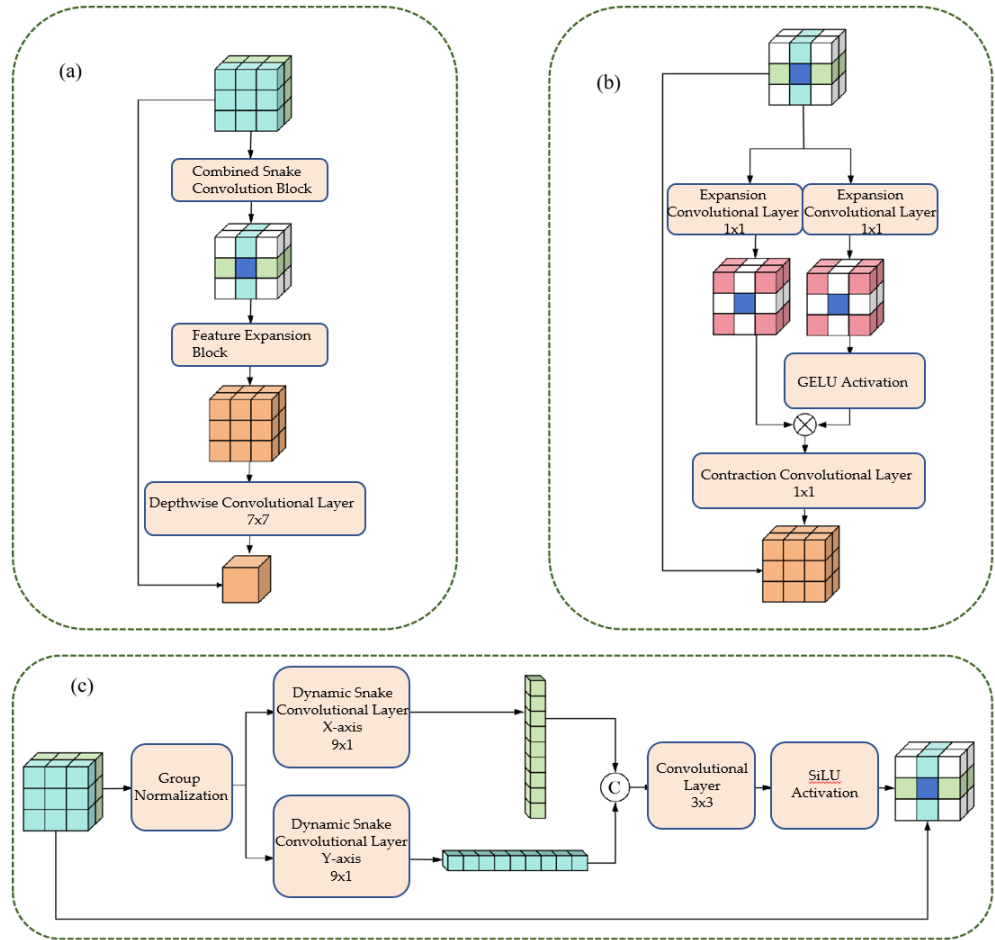 (a)
Combined Snake
Convolution Block
Feature Expansion
Block
Depthwise Convolutional Layer
7x7
(b)
Expansion
Convolutional Layer
1x1
Expansion
Convolutional Layer
1x1
GELU Activation
Contraction Convolutional Layer
1x1
(c)
Group
Normalization
Dynamic Snake
Convolutional Layer
X-axis
9x1
Dynamic Snake
Convolutional Layer
Y-axis
9x1
C
Convolutional
Layer
3x3
SiLU
Activation